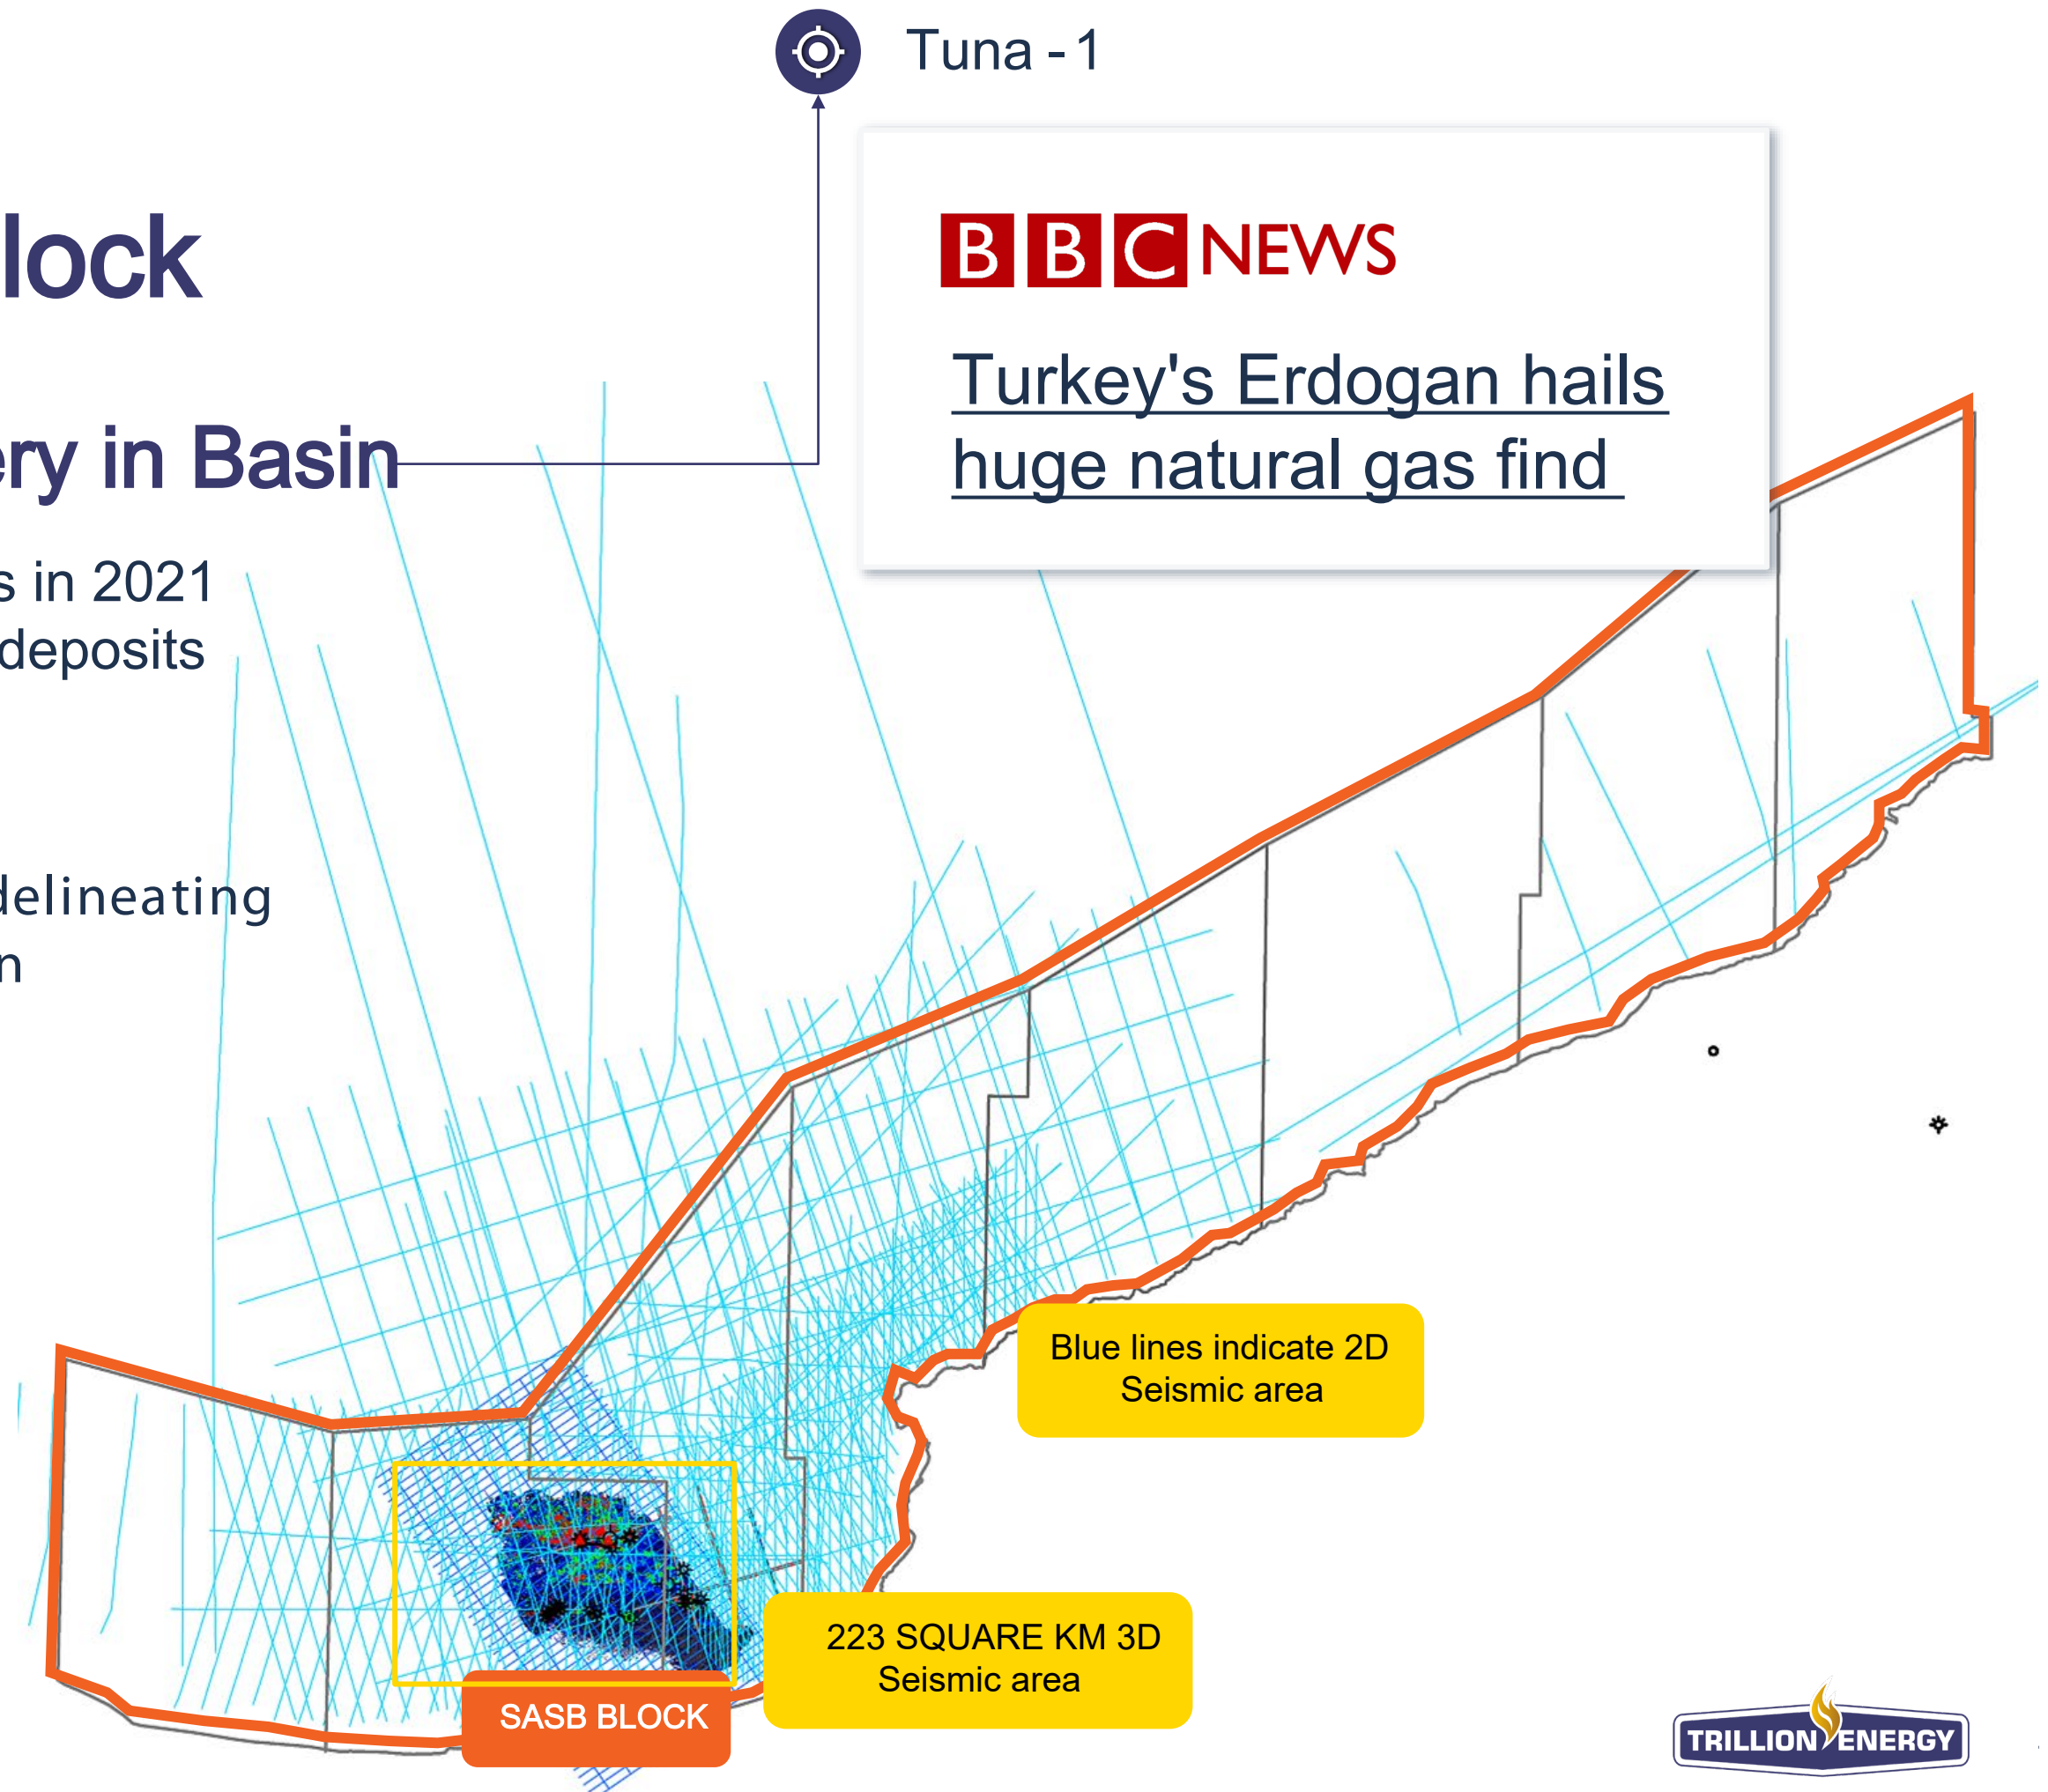 Tuna - 1
lock
BBC NEWS
Turkey's Erdogan hails
huge natural gas find
ery in Basin
s in 2021
deposits
delineating
n
Blue lines indicate 2D
Seismic area
223 SQUARE KM 3D
Seismic area
SASB BLOCK
TRILLION ENERGY